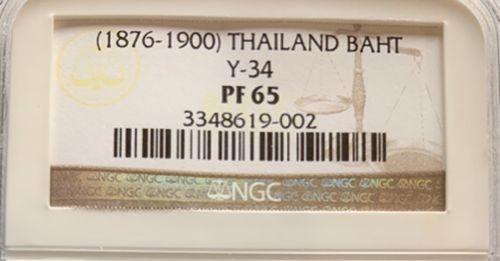 (1876-1900) THAILAND BAHT
Y-34
PF 65
3348619-002
NGC